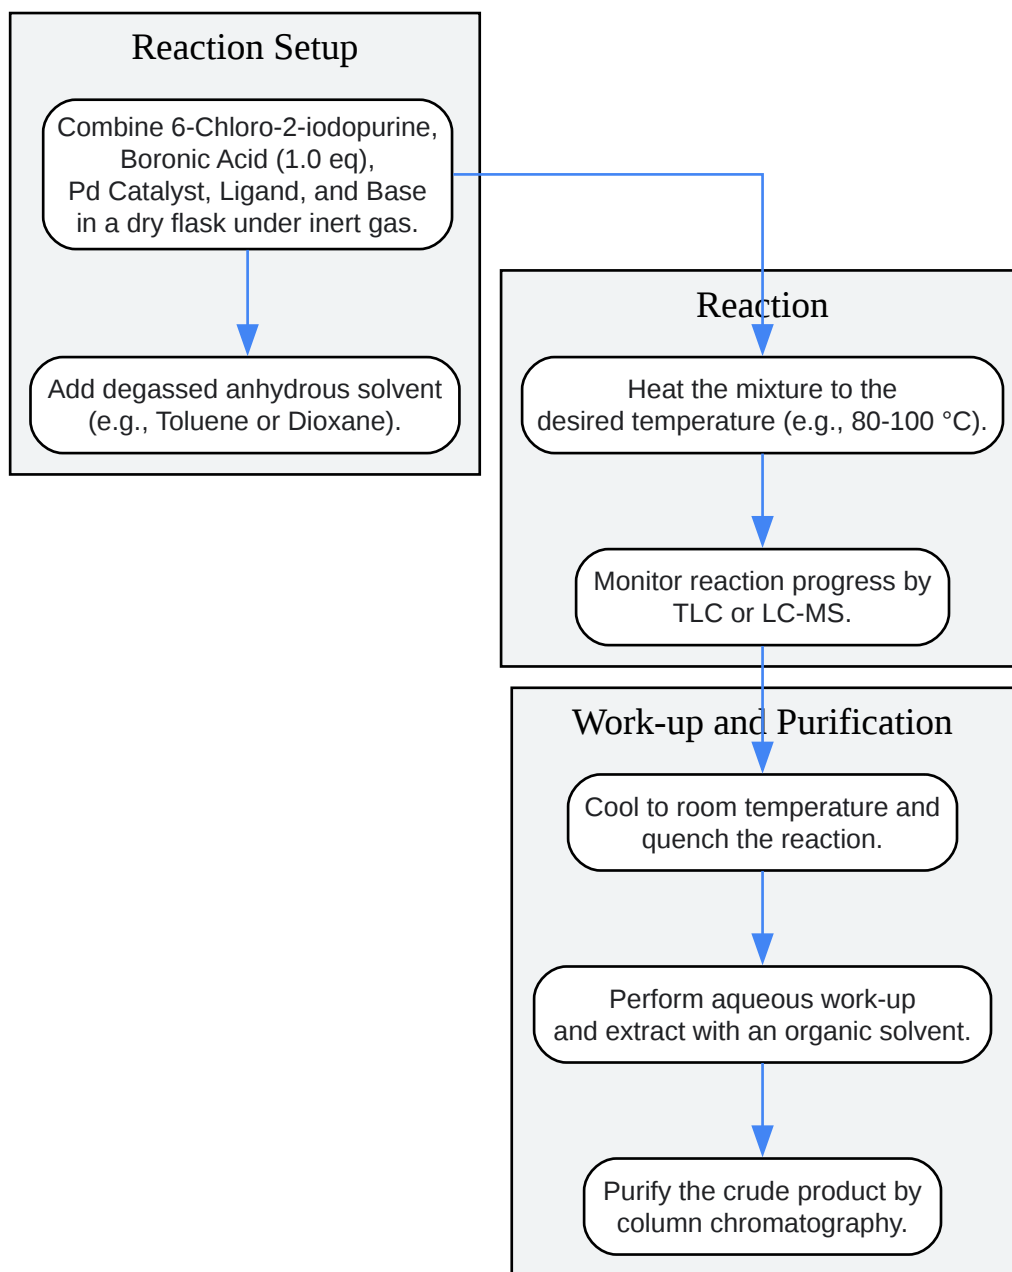 Reaction Setup
Combine 6-Chloro-2-iodopurine,
Boronic Acid (1.0 eq),
Pd Catalyst, Ligand, and Base
in a dry flask under inert gas.
Add degassed anhydrous solvent
(e.g., Toluene or Dioxane).
Reaction
Heat the mixture to the
desired temperature (e.g., 80-100 °C).
Monitor reaction progress by
TLC or LC-MS.
Work-up and Purification
Cool to room temperature and
quench the reaction.
Perform aqueous work-up
and extract with an organic solvent.
Purify the crude product by
column chromatography.